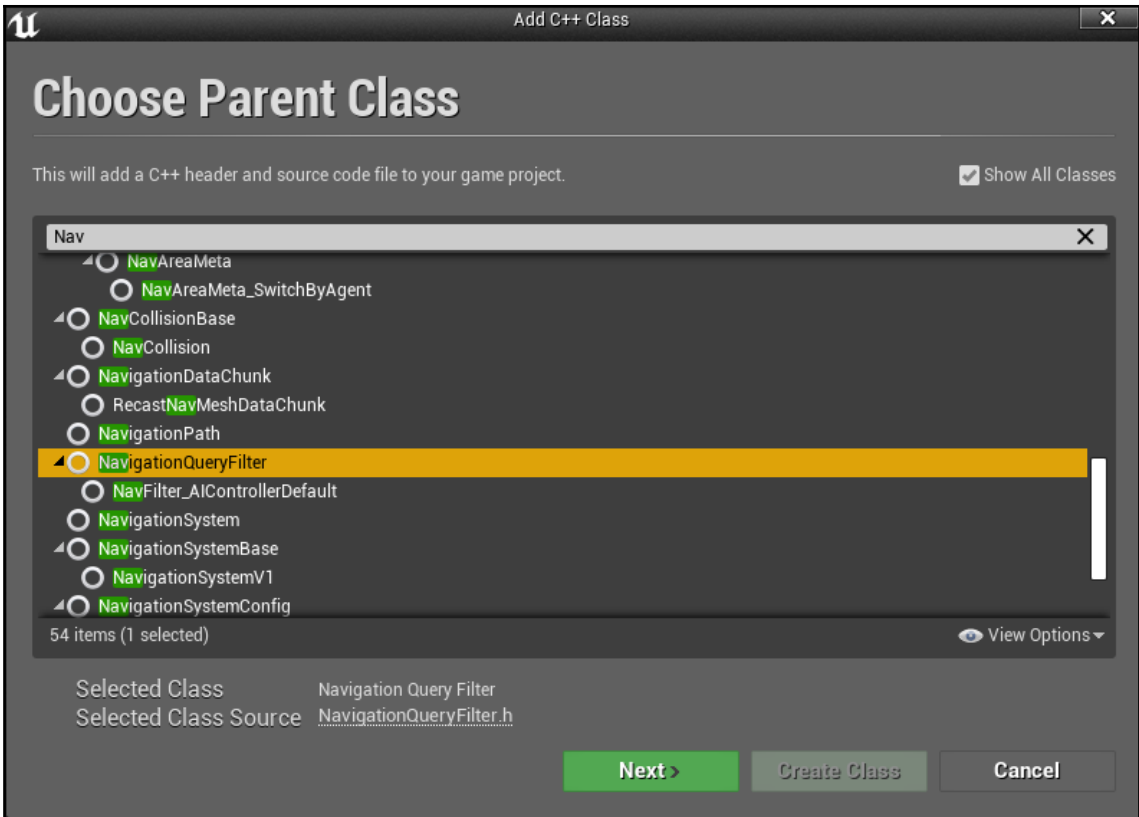 Add C++ Class
Choose Parent Class
This will add a C++ header and source code file to your game project.
Show All Classes
Nav
NavAreaMeta
NavAreaMeta_SwitchByAgent
NavCollisionBase
NavCollision
NavigationDataChunk
RecastNavMeshDataChunk
NavigationPath
NavigationQueryFilter
NavFilter_AIControllerDefault
NavigationSystem
NavigationSystemBase
NavigationSystemV1
NavigationSystemConfig
54 items (1 selected)
View Options
Selected Class Navigation Query Filter
Selected Class Source NavigationQueryFilter.h
Next Create Class Cancel